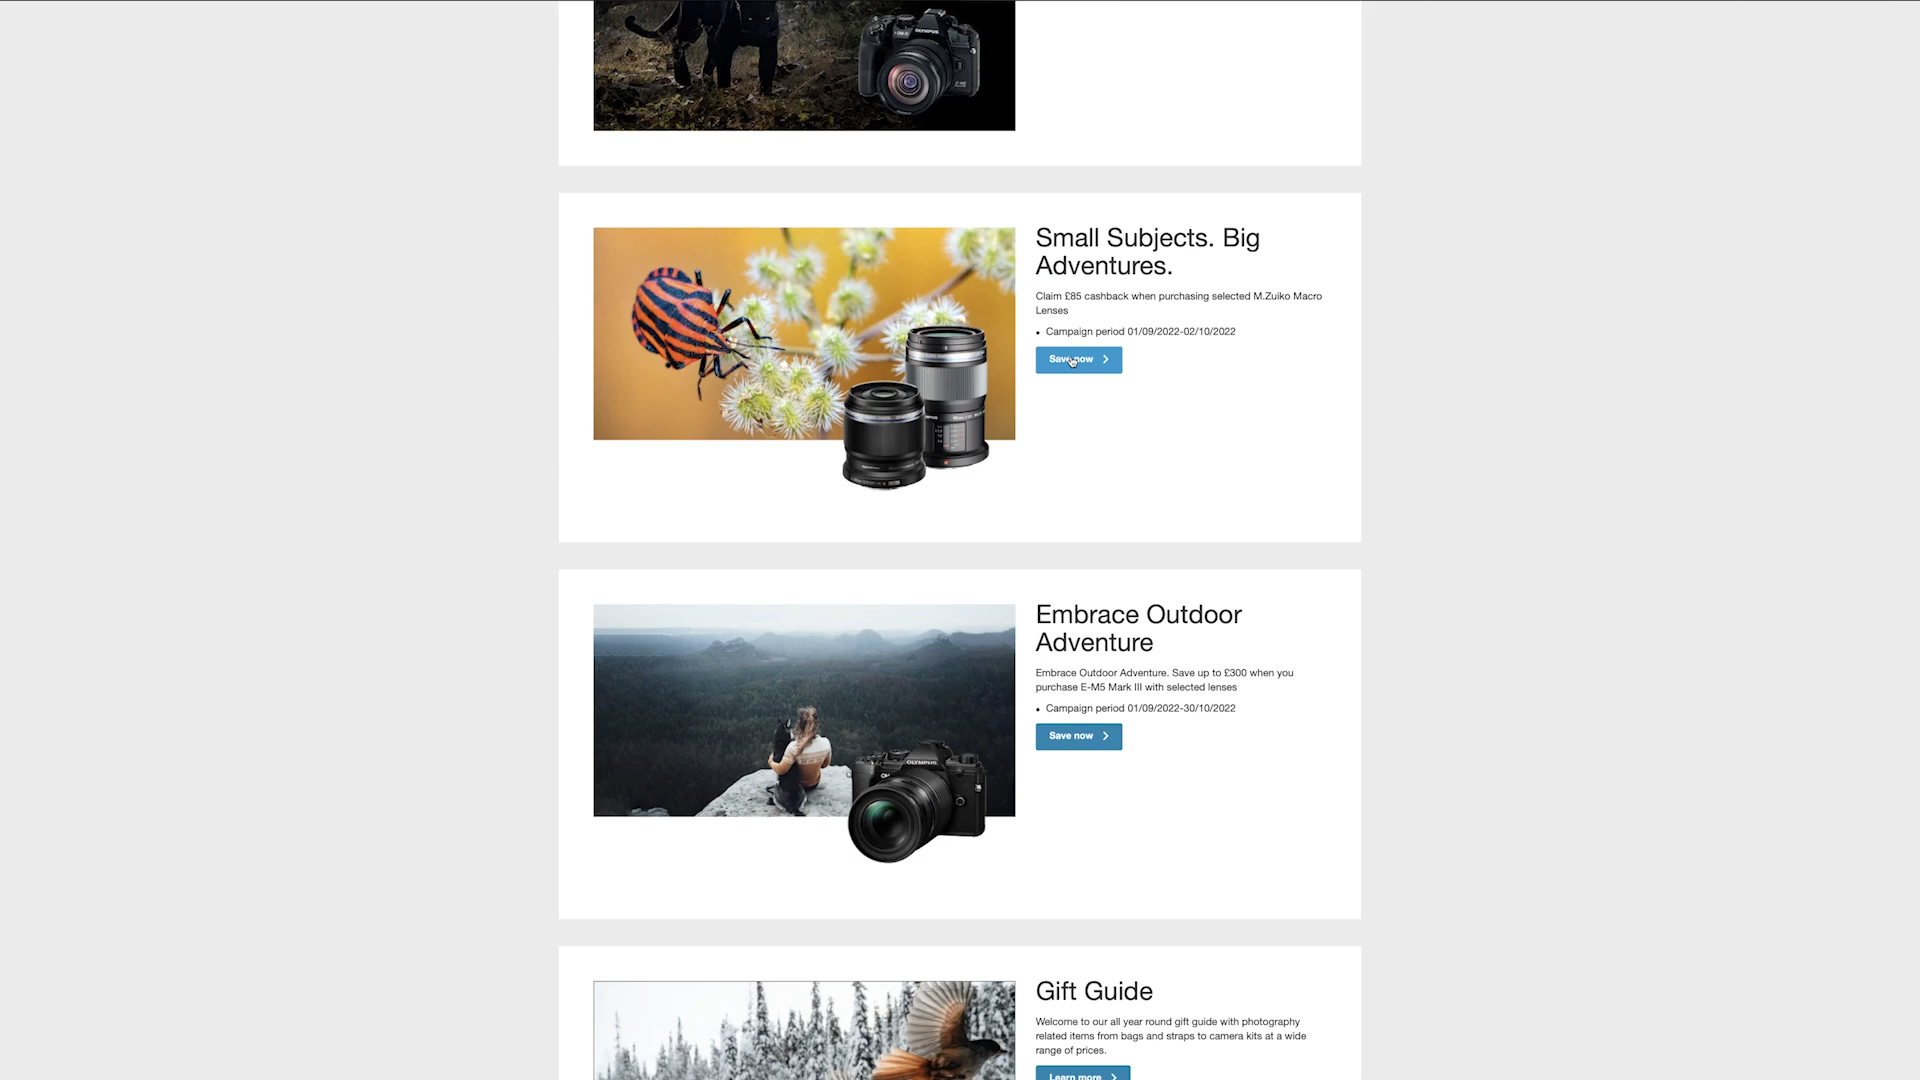 OLYMPUS
Small Subjects. Big
Adventures.
Claim £85 cashback when purchasing selected M.Zuiko Macro
Lenses
• Campaign period 01/09/2022-02/10/2022
Save now
Embrace Outdoor
Adventure
Embrace Outdoor Adventure. Save up to £300 when you
purchase E-M5 Mark III with selected lenses
• Campaign period 01/09/2022-30/10/2022
Save now
OLYMPUS
Gift Guide
Welcome to our all year round gift guide with photography
related items from bags and straps to camera kits at a wide
range of prices.
Learn more